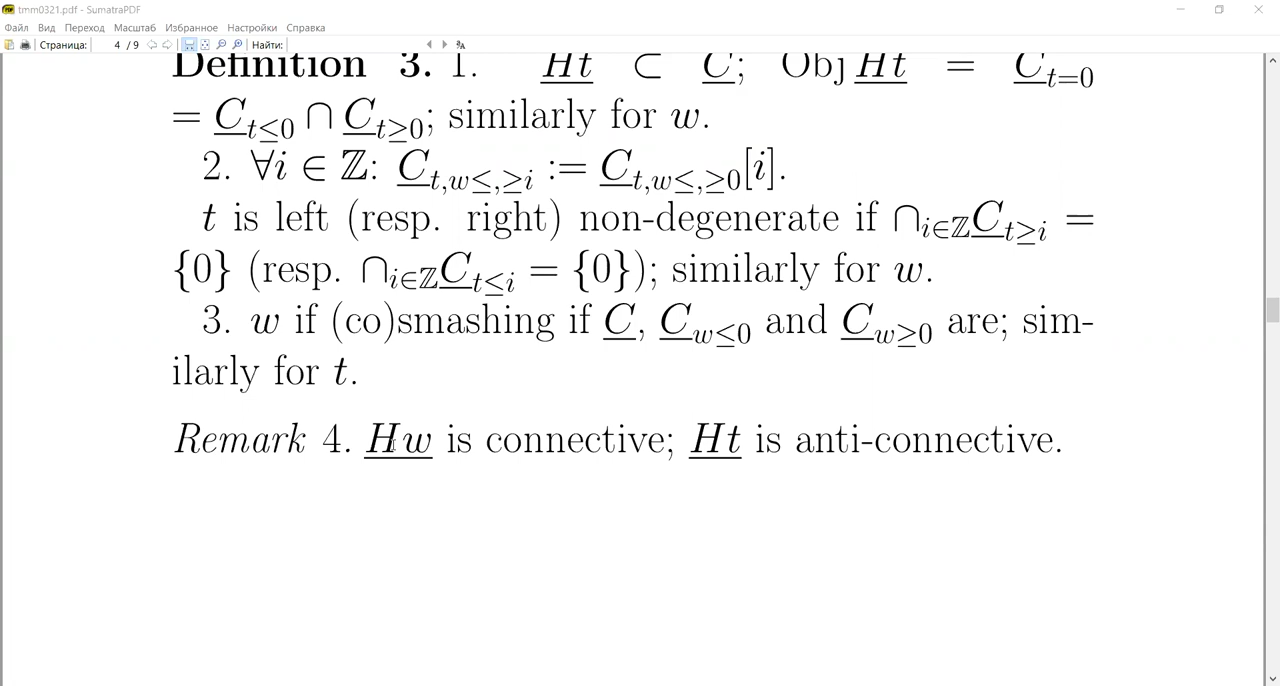 tmm0321.pdf - SumatraPDF
Файл Вид Переход Масштаб Избранное Настройки Справка
Страница: 4 / 9 Найти:
Definition 3. 1. Ht ⊂ C; Obj Ht = C_{t=0}
= C_{t≤0} ∩ C_{t≥0}; similarly for w.
2. ∀i ∈ ℤ: C_{t,w≤,≥i} := C_{t,w≤,≥0}[i].
t is left (resp. right) non-degenerate if ∩_{i∈ℤ}C_{t≥i} =
{0} (resp. ∩_{i∈ℤ}C_{t≤i} = {0}); similarly for w.
3. w if (co)smashing if C, C_{w≤0} and C_{w≥0} are; sim-
ilarly for t.
Remark 4. Hw is connective; Ht is anti-connective.